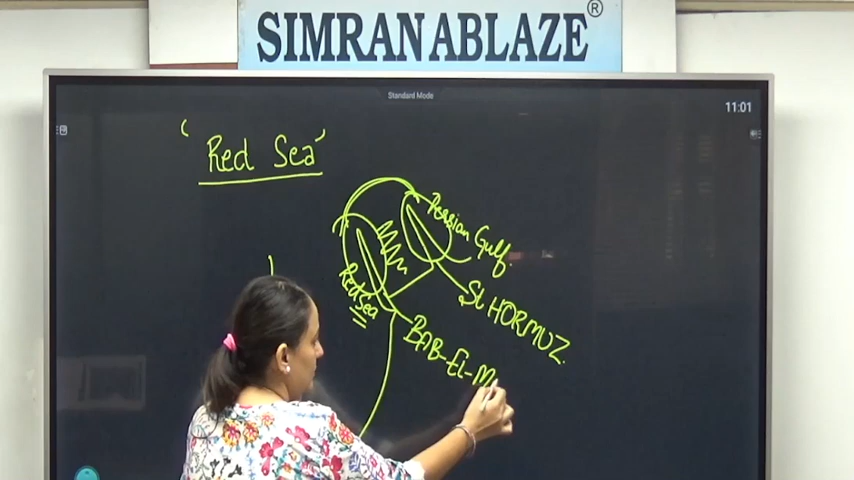 SIMRAN ABLAZE®
Standard Mode
11:01
'Red Sea'
Persian Gulf.
Red Sea
St HORMUZ.
BAB-El-M